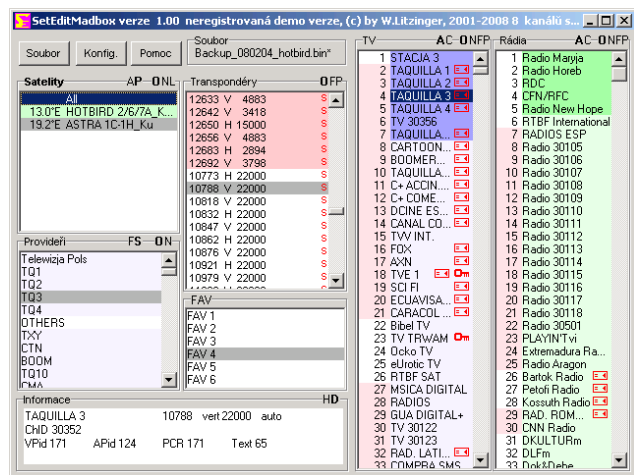 SetEditMadbox verze 1.00 neregistrovaná demo verze, (c) by W.Litzinger, 2001-2008 8 kanálů s...
Soubor
Konfig.
Pomoc
Soubor
Backup_080204_hotbird.bin*
Satelity AP ONL
All
13.0°E HOTBIRD 2/6/7A_K...
19.2°E ASTRA 1C-1H_Ku
Provideři FS ON
Telewizja Pols
TQ1
TQ2
TQ3
TQ4
OTHERS
TXY
CTN
BOOM
TQ10
CMA
Transpondéry OFP
12633 V 4883 S
12642 V 3418 S
12650 H 15000 S
12656 V 4883 S
12683 H 2894 S
12692 V 3798 S
10773 H 22000 S
10788 V 22000 S
10818 V 22000 S
10832 H 22000 S
10847 V 22000 S
10862 H 22000 S
10876 V 22000 S
10921 H 22000 S
10979 V 22000 S
FAV
FAV 1
FAV 2
FAV 3
FAV 4
FAV 5
FAV 6
Informace HD
TAQUILLA 3 10788 vert 22000 auto
ChID 30352
VPid 171 APid 124 PCR 171 Text 65
TV AC ONFP
1 STACJA 3
2 TAQUILLA 1
3 TAQUILLA 2
4 TAQUILLA 3
5 TAQUILLA 4
6 TV 30356
7 TAQUILLA...
8 CARTOON...
9 BOOMER...
10 TAQUILLA...
11 C+ ACCIN...
12 C+ COME...
13 DCINE ES...
14 CANAL CO...
15 TVV INT.
16 FOX
17 AXN
18 TVE 1
19 SCI FI
20 ECUAVISA...
21 CARACOL ...
22 Bibel TV
23 TV TRWAM
24 Ocko TV
25 eUrotic TV
26 RTBF SAT
27 MSICA DIGITAL
28 RADIOS
29 GUA DIGITAL+
30 TV 30122
31 TV 30123
32 RAD. LATI...
33 COMPRA SMS
Rádia AC ONFP
1 Radio Maryja
2 Radio Horeb
3 RDC
4 CFN/RFC
5 Radio New Hope
6 RTBF International
7 RADIOS ESP
8 Radio 30105
9 Radio 30106
10 Radio 30107
11 Radio 30108
12 Radio 30109
13 Radio 30110
14 Radio 30111
15 Radio 30112
16 Radio 30113
17 Radio 30114
18 Radio 30115
19 Radio 30116
20 Radio 30117
21 Radio 30118
22 Radio 30501
23 PLAYIN'Tvi
24 Extremadura Ra...
25 Radio Aragon
26 Bartok Radio
27 Petofi Radio
28 Kossuth Radio
29 RAD. ROM...
30 CNN Radio
31 DKULTURm
32 DLFm
33 Dok&Debe